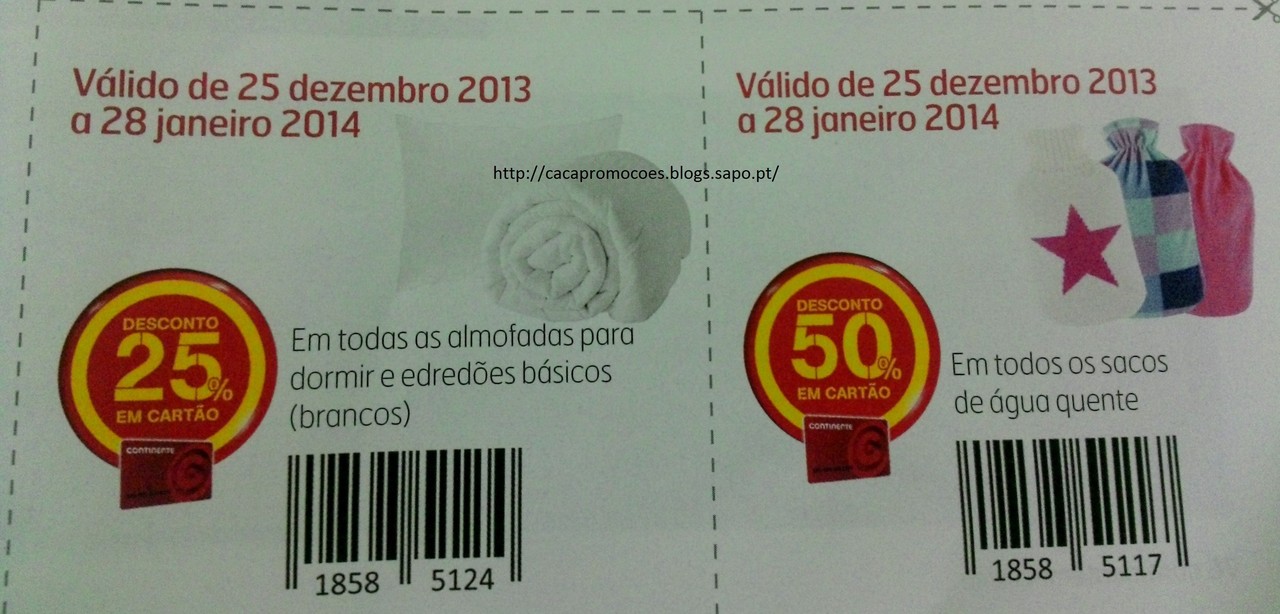 Válido de 25 dezembro 2013
a 28 janeiro 2014
http://cacapromocoes.blogs.sapo.pt/
DESCONTO
25%
EM CARTÃO
CONTINENTE
Em todas as almofadas para
dormir e edredões básicos
(brancos)
1858 5124
Válido de 25 dezembro 2013
a 28 janeiro 2014
DESCONTO
50%
EM CARTÃO
CONTINENTE
Em todos os sacos
de água quente
1858 5117